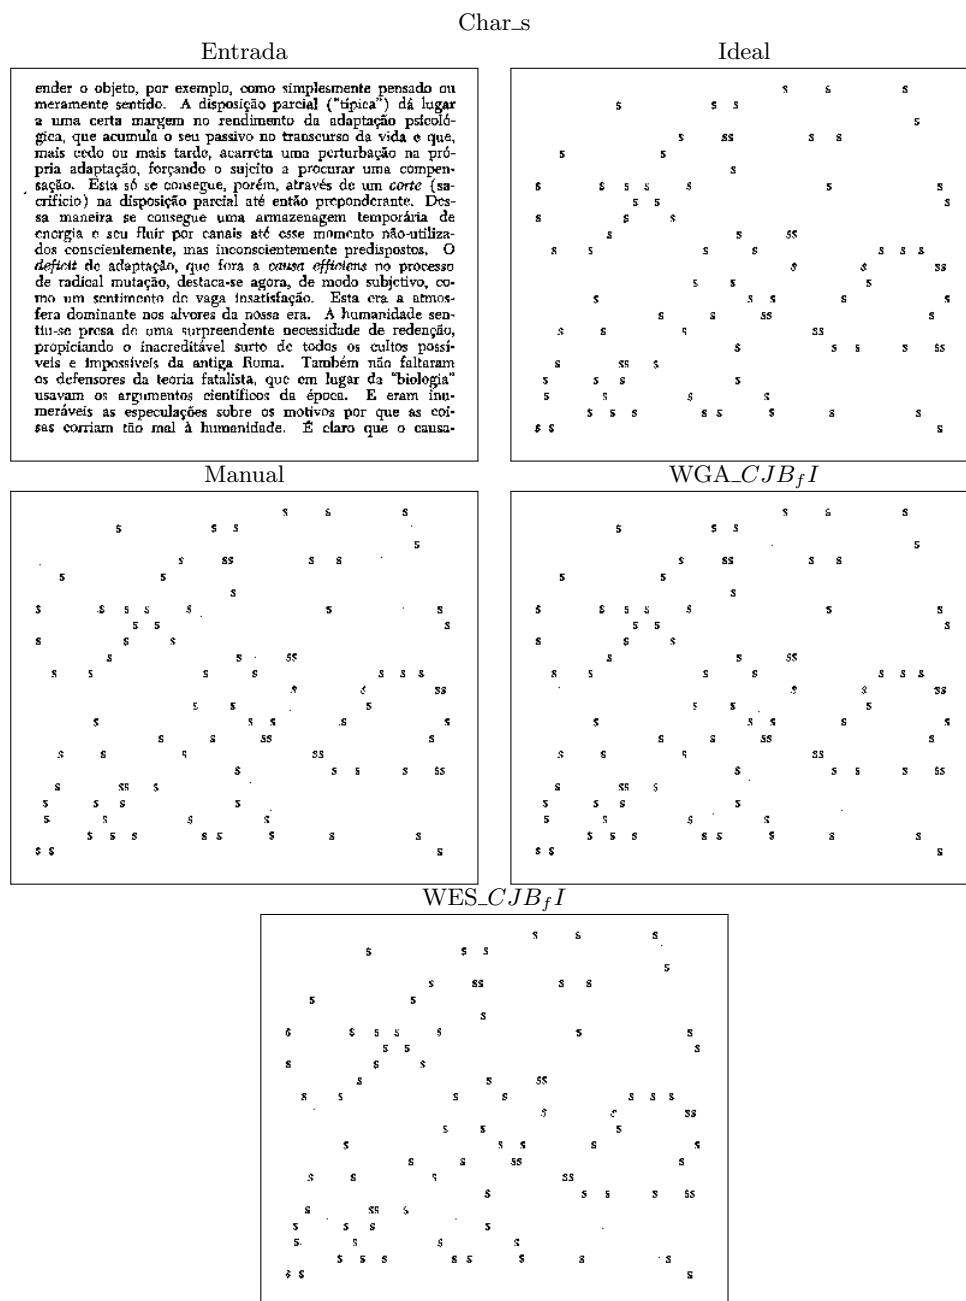 Char_s
Entrada
Ideal
ender o objeto, por exemplo, como simplesmente pensado ou
meramente sentido. A disposição parcial ("típica") dá lugar
a uma certa margem no rendimento da adaptação psicoló-
gica, que acumula o seu passivo no transcurso da vida e que,
mais cedo ou mais tarde, acarreta uma perturbação na pró-
pria adaptação, forçando o sujeito a procurar uma compen-
sação. Esta só se consegue, porém, através de um corte (sa-
crifício) na disposição parcial até então preponderante. Des-
sa maneira se consegue uma armazenagem temporária de
energia e seu fluir por canais até esse momento não-utiliza-
dos conscientemente, mas inconscientemente predispostos. O
deficit de adaptação, que fora a causa efficiens no processo
de radical mutação, destaca-se agora, de modo subjectivo, co-
mo um sentimento de vaga insatisfação. Esta era a atmos-
fera dominante nos alvores da nossa era. A humanidade sen-
tiu-se presa de uma surpreendente necessidade de redenção,
propiciando o inacreditável surto de todos os cultos possí-
veis e impossíveis da antiga Roma. Também não faltaram
os defensores da teoria fatalista, que em lugar da "biologia"
usavam os argumentos científicos da época. E eram inu-
meráveis as especulações sobre os motivos por que as coi-
sas corriam tão mal à humanidade. É claro que o causa-
Manual
WGA_CJB_fI
WES_CJB_fI